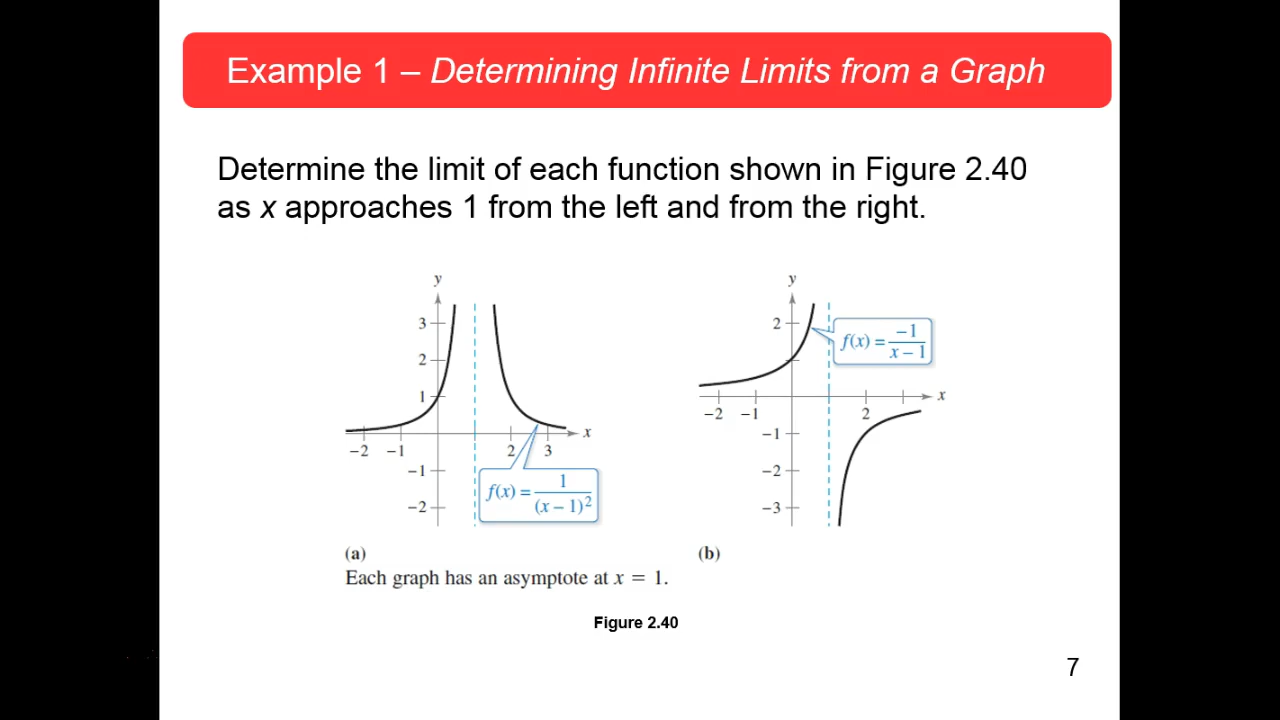 Example 1 – Determining Infinite Limits from a Graph
Determine the limit of each function shown in Figure 2.40
as x approaches 1 from the left and from the right.
y
3
2
1
x
−2 −1 2 3
−1
−2
f(x) = 1/(x − 1)²
(a)
y
2
x
−2 −1 2
−1
−2
−3
f(x) = −1/(x − 1)
(b)
Each graph has an asymptote at x = 1.
Figure 2.40
7